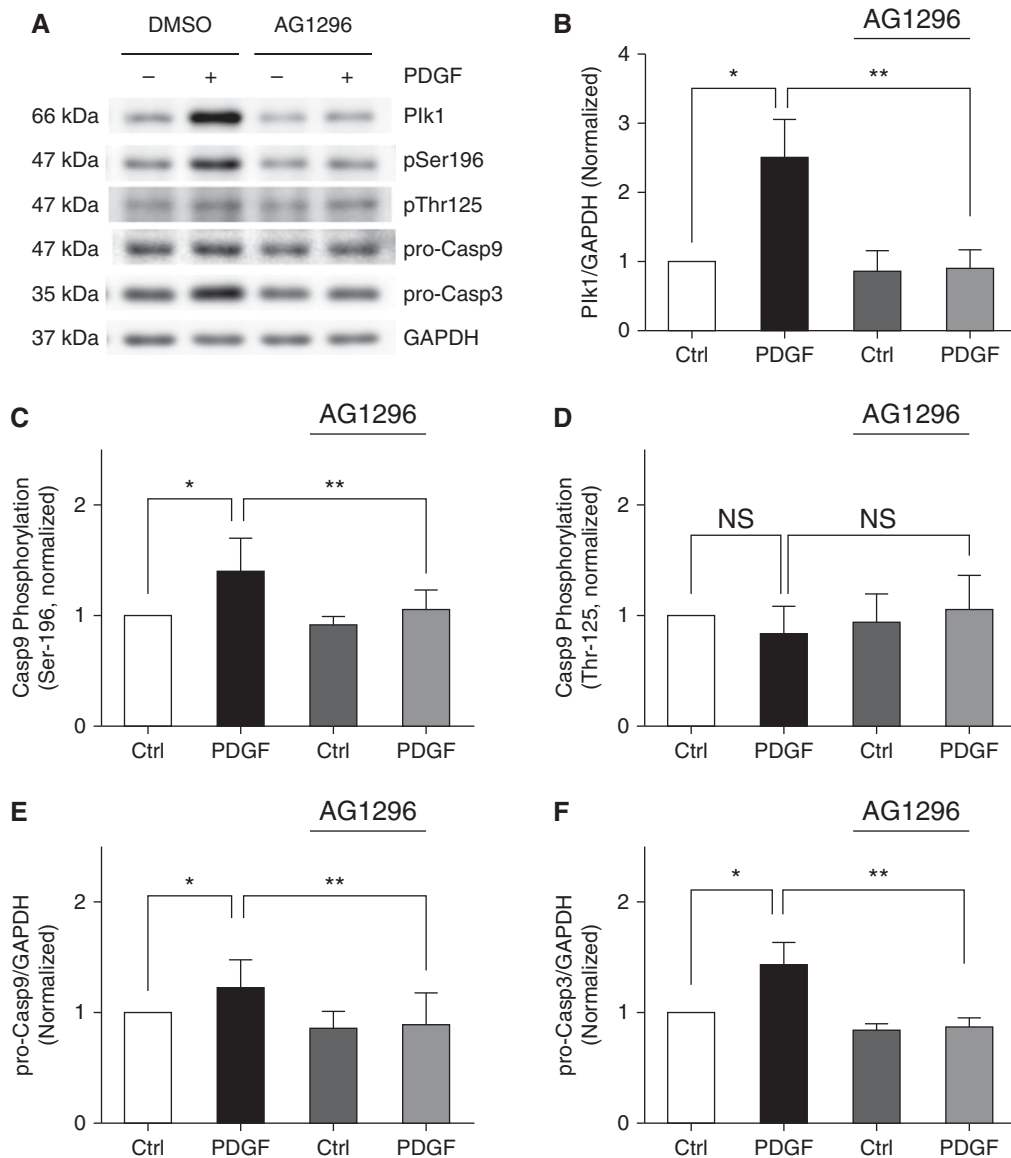 A
DMSO AG1296
– + – + PDGF
66 kDa Plk1
47 kDa pSer196
47 kDa pThr125
47 kDa pro-Casp9
35 kDa pro-Casp3
37 kDa GAPDH
B
AG1296
Plk1/GAPDH (Normalized)
4
3
2
1
0
* **
Ctrl PDGF Ctrl PDGF
C
AG1296
Casp9 Phosphorylation
(Ser-196, normalized)
2
1
0
* **
Ctrl PDGF Ctrl PDGF
D
AG1296
Casp9 Phosphorylation
(Thr-125, normalized)
2
1
0
NS NS
Ctrl PDGF Ctrl PDGF
E
AG1296
pro-Casp9/GAPDH
(Normalized)
2
1
0
* **
Ctrl PDGF Ctrl PDGF
F
AG1296
pro-Casp3/GAPDH
(Normalized)
2
1
0
* **
Ctrl PDGF Ctrl PDGF